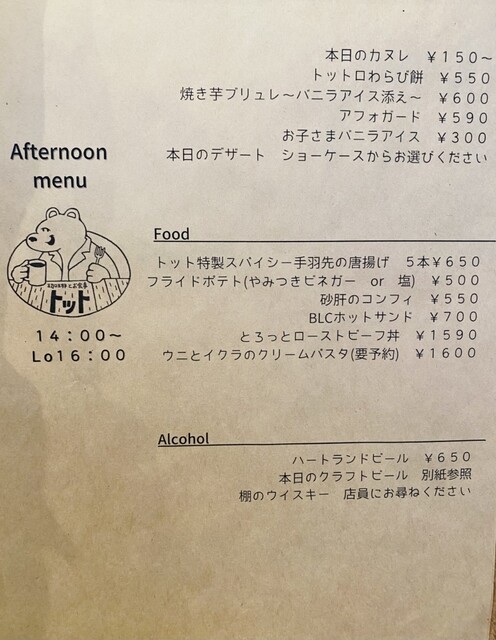 本日のカヌレ ￥１５０～
トットロわらび餅 ￥５５０
焼き芋ブリュレ～バニラアイス添え～ ￥６００
アフォガード ￥５９０
お子さまバニラアイス ￥３００
本日のデザート ショーケースからお選びください
Afternoon
menu
トット
１４：００～
Ｌｏ１６：００
Food
トット特製スパイシー手羽先の唐揚げ ５本￥６５０
フライドポテト(やみつきビネガー or 塩) ￥５００
砂肝のコンフィ ￥５５０
BLCホットサンド ￥７００
とろっとローストビーフ丼 ￥１５９０
ウニとイクラのクリームパスタ(要予約) ￥１６００
Alcohol
ハートランドビール ￥６５０
本日のクラフトビール 別紙参照
棚のウイスキー 店員にお尋ねください